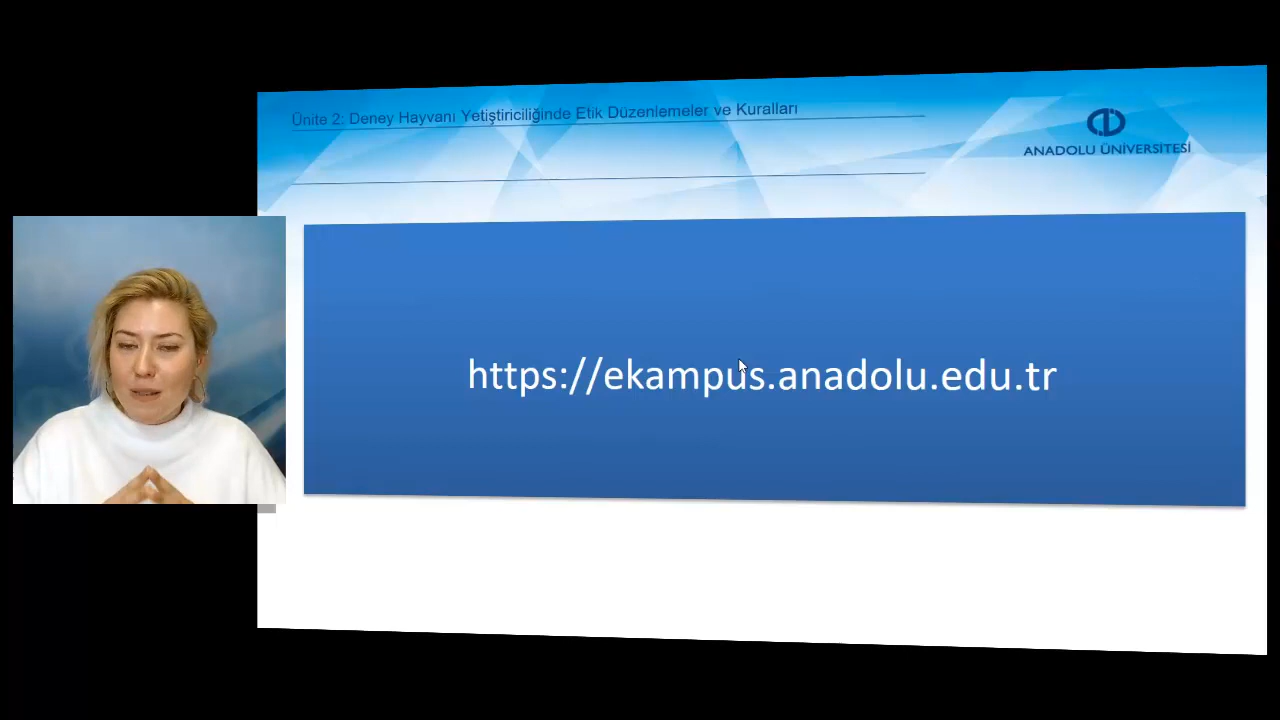 Ünite 2: Deney Hayvanı Yetiştiriciliğinde Etik Düzenlemeler ve Kuralları
ANADOLU ÜNİVERSİTESİ
https://ekampus.anadolu.edu.tr